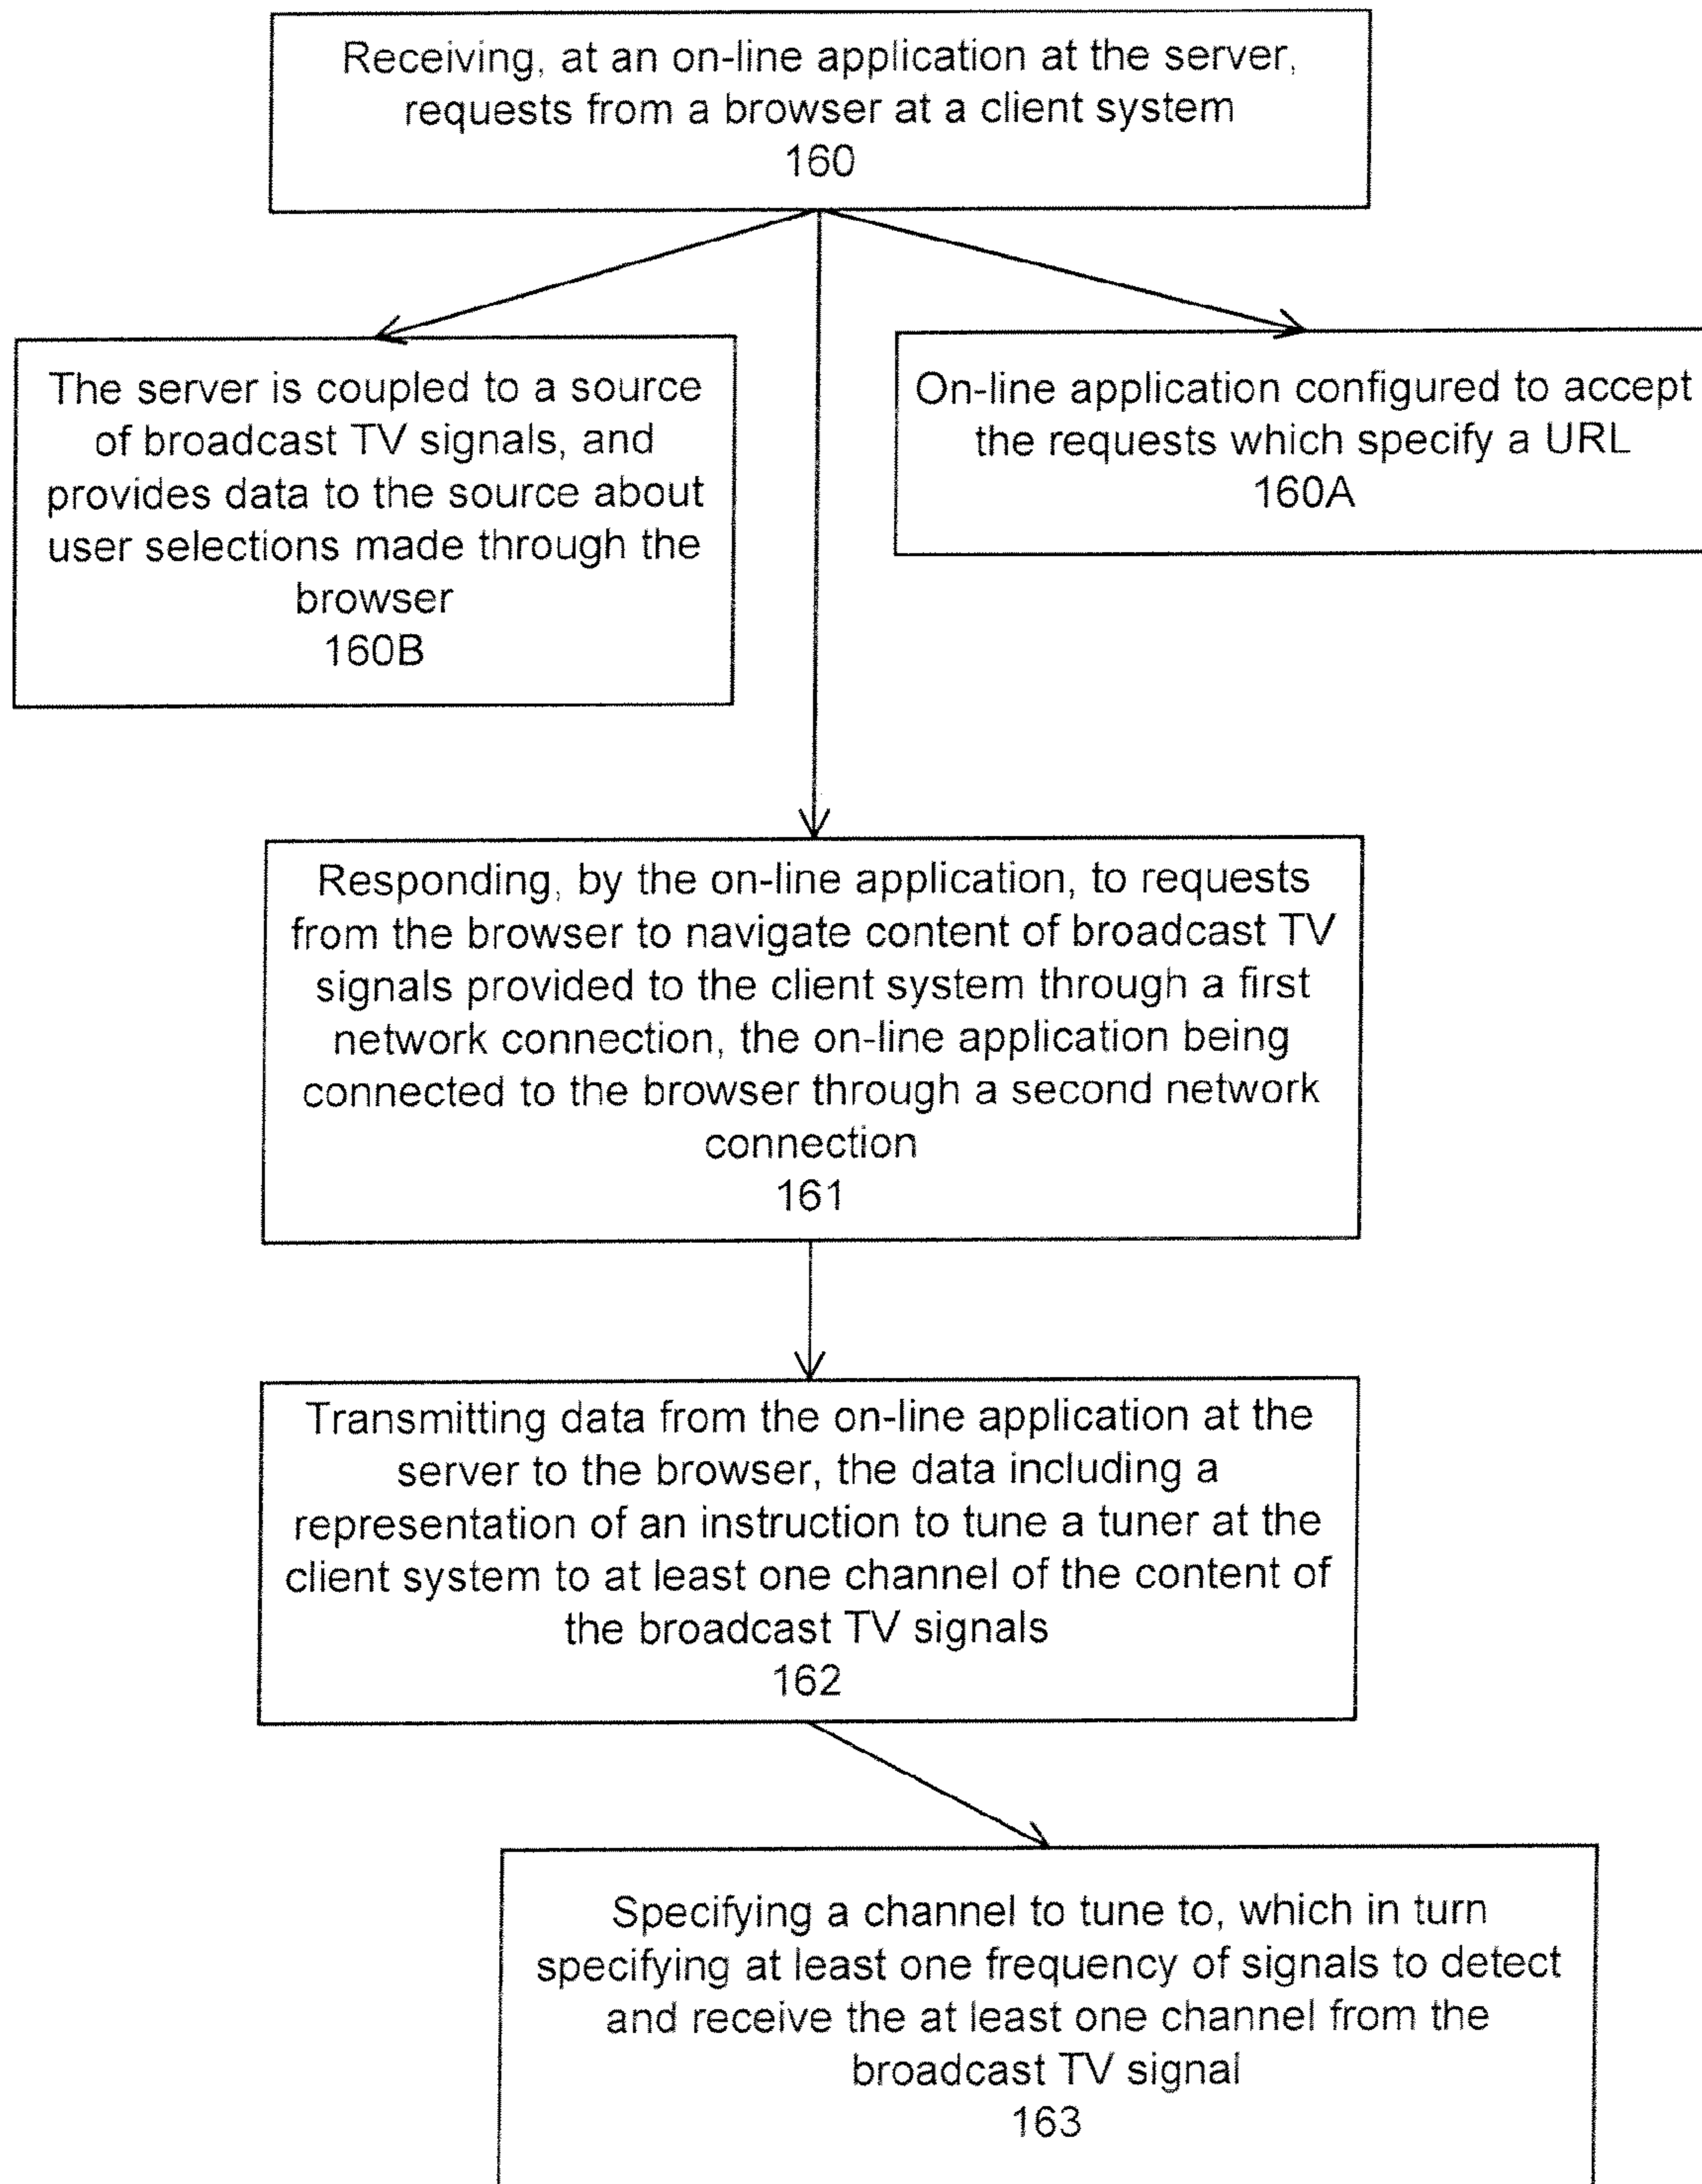 Receiving, at an on-line application at the server,
requests from a browser at a client system
160
The server is coupled to a source
of broadcast TV signals, and
provides data to the source about
user selections made through the
browser
160B
On-line application configured to accept
the requests which specify a URL
160A
Responding, by the on-line application, to requests
from the browser to navigate content of broadcast TV
signals provided to the client system through a first
network connection, the on-line application being
connected to the browser through a second network
connection
161
Transmitting data from the on-line application at the
server to the browser, the data including a
representation of an instruction to tune a tuner at the
client system to at least one channel of the content of
the broadcast TV signals
162
Specifying a channel to tune to, which in turn
specifying at least one frequency of signals to detect
and receive the at least one channel from the
broadcast TV signal
163